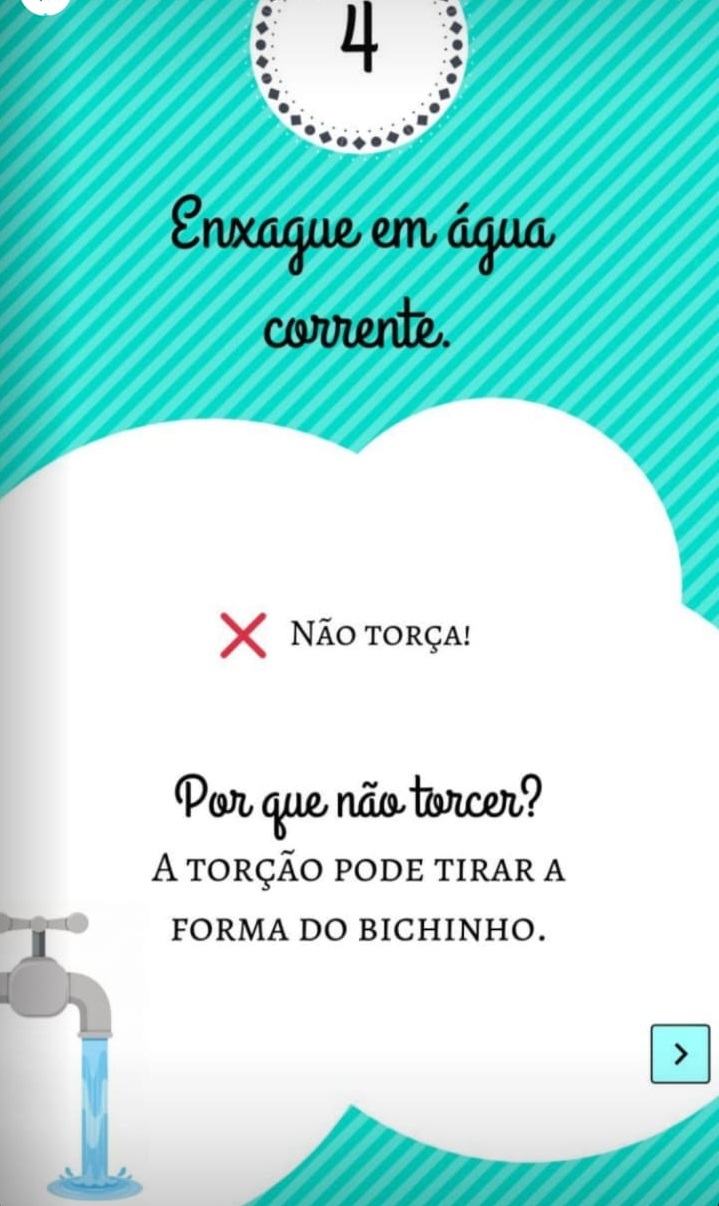 4
Enxague em água
corrente.
Não torça!
Por que não torcer?
A torção pode tirar a
forma do bichinho.